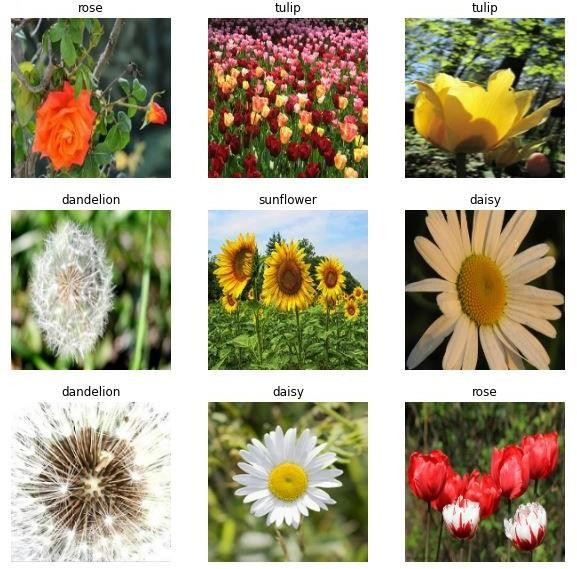 rose
tulip
tulip
dandelion
sunflower
daisy
dandelion
daisy
rose